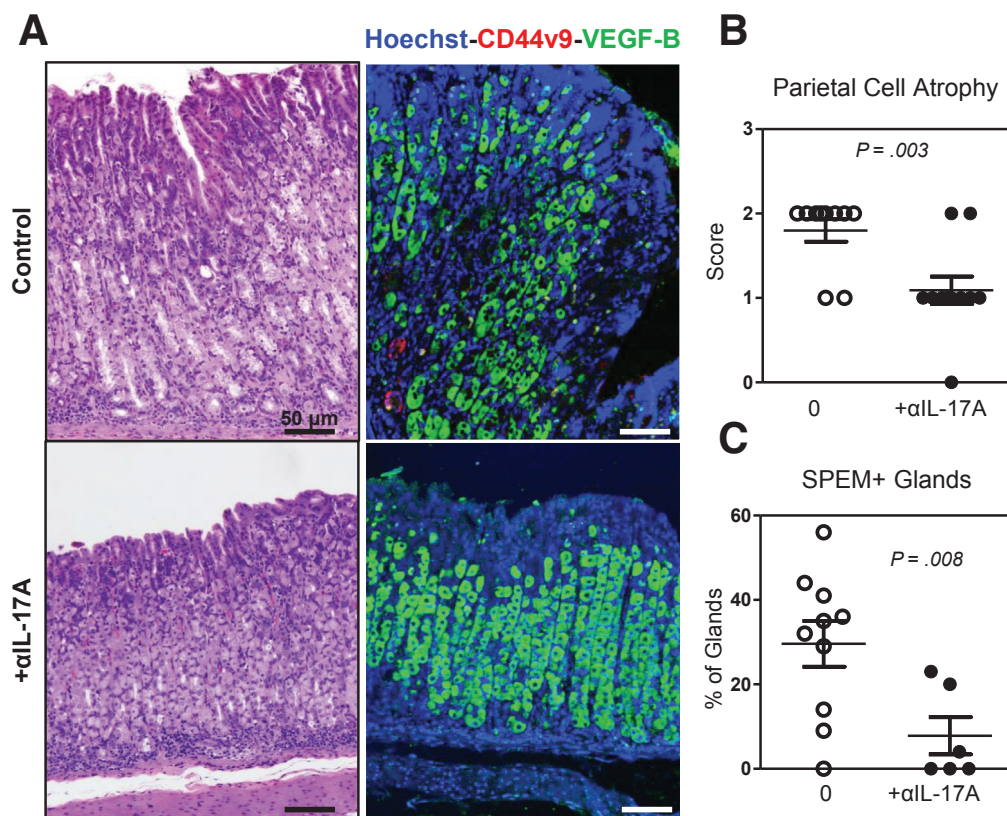 A
Hoechst-CD44v9-VEGF-B
Control
50 µm
+αIL-17A
B
Parietal Cell Atrophy
P = .003
Score
3
2
1
0
0
+αIL-17A
C
SPEM+ Glands
P = .008
% of Glands
60
40
20
0
0
+αIL-17A